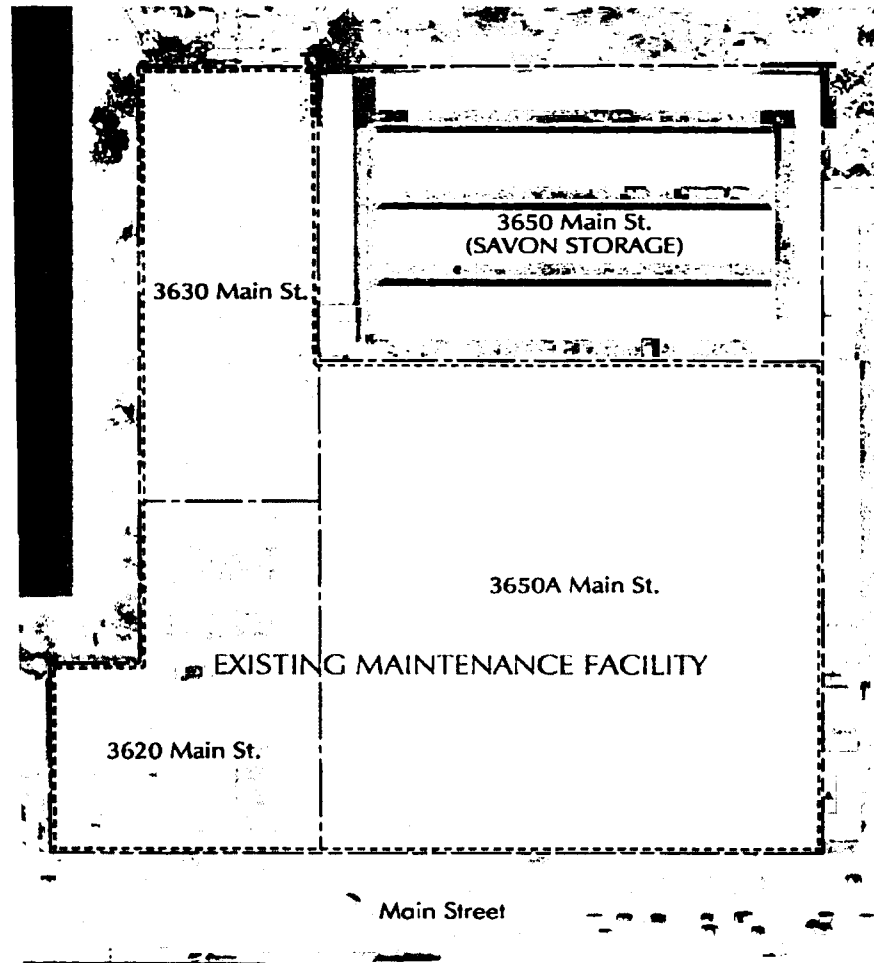 3650 Main St.
(SAVON STORAGE)
3630 Main St.
3650A Main St.
EXISTING MAINTENANCE FACILITY
3620 Main St.
Main Street